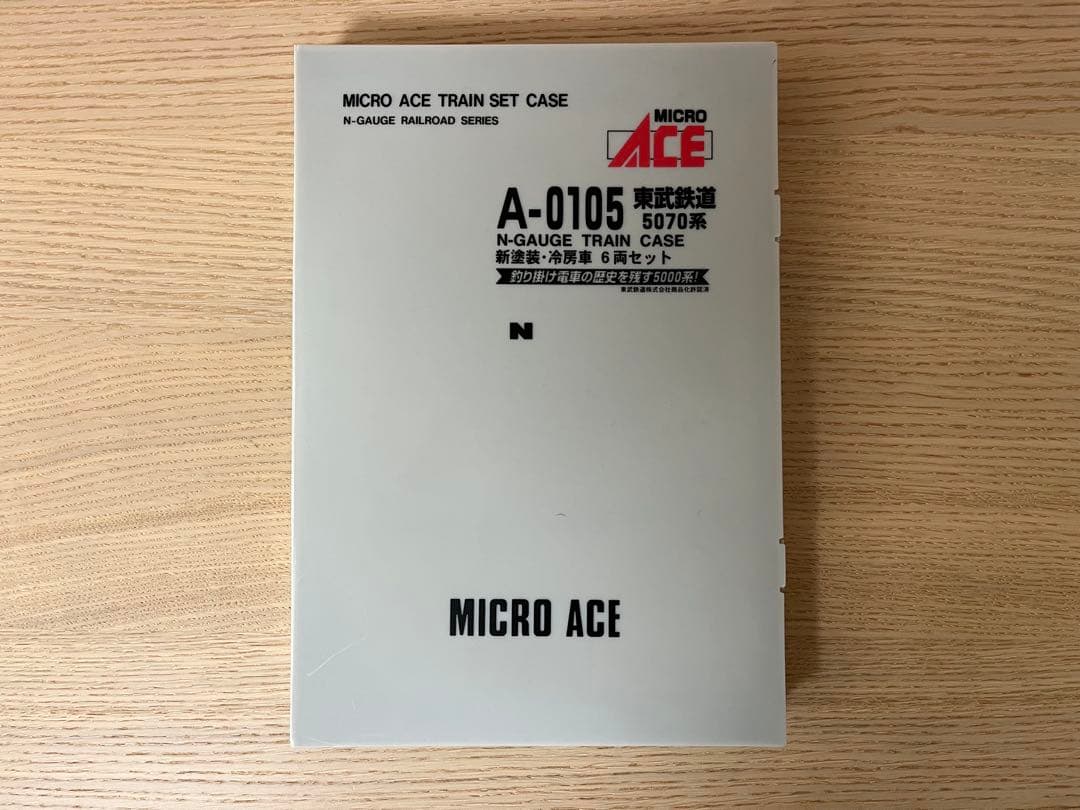 MICRO ACE TRAIN SET CASE
N-GAUGE RAILROAD SERIES
MICRO
ACE
A-0105 東武鉄道
5070系
N-GAUGE TRAIN CASE
新塗装・冷房車 6両セット
釣り掛け電車の歴史を残す5000系!
東武鉄道株式会社商品化許諾済
N
MICRO ACE